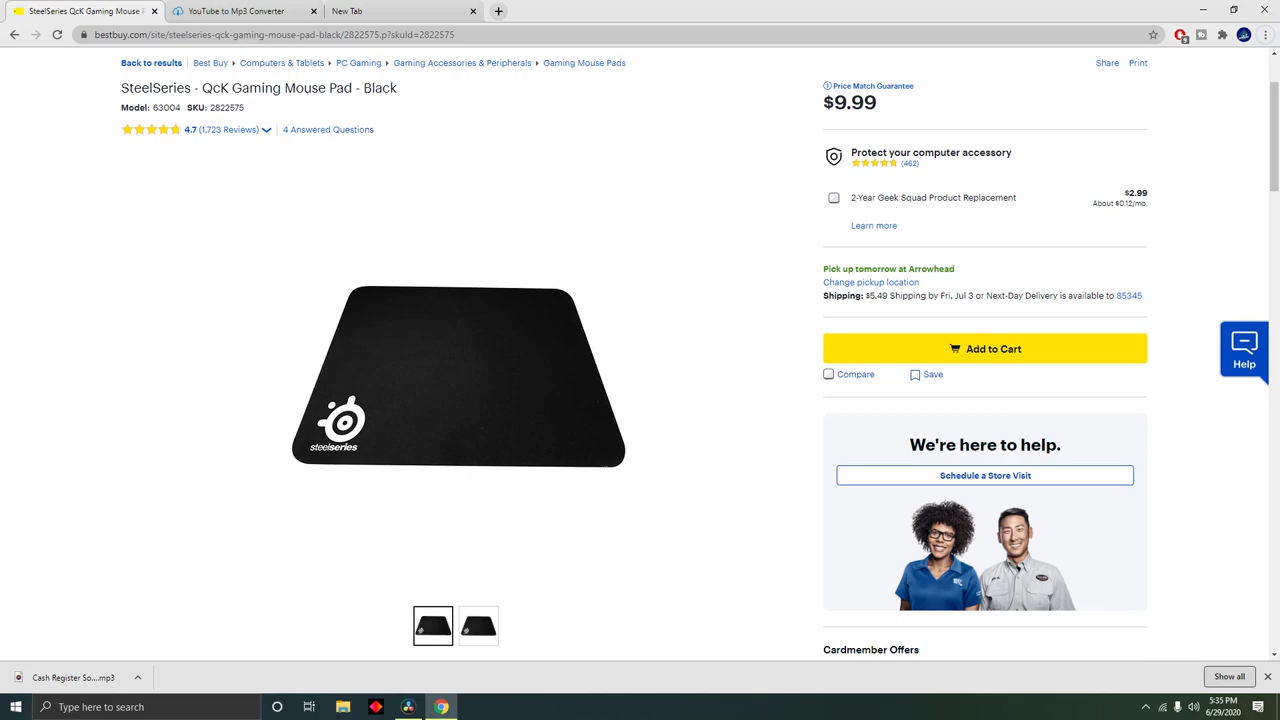 SteelSeries QcK Gaming Mouse P
YouTube to Mp3 Converter
New Tab
bestbuy.com/site/steelseries-qck-gaming-mouse-pad-black/2822575.p?skuId=2822575
Back to results
Best Buy
Computers & Tablets
PC Gaming
Gaming Accessories & Peripherals
Gaming Mouse Pads
Share
Print
SteelSeries - QcK Gaming Mouse Pad - Black
Model: 63004 SKU: 2822575
4.7 (1,723 Reviews)
4 Answered Questions
Price Match Guarantee
$9.99
Protect your computer accessory
(462)
2-Year Geek Squad Product Replacement
$2.99
About $0.12/mo.
Learn more
Pick up tomorrow at Arrowhead
Change pickup location
Shipping: $5.49 Shipping by Fri, Jul 3 or Next-Day Delivery is available to 85345
Add to Cart
Compare
Save
Help
steelseries
We're here to help.
Schedule a Store Visit
Cardmember Offers
Cash Register So....mp3
Show all
Type here to search
5:35 PM
6/29/2020